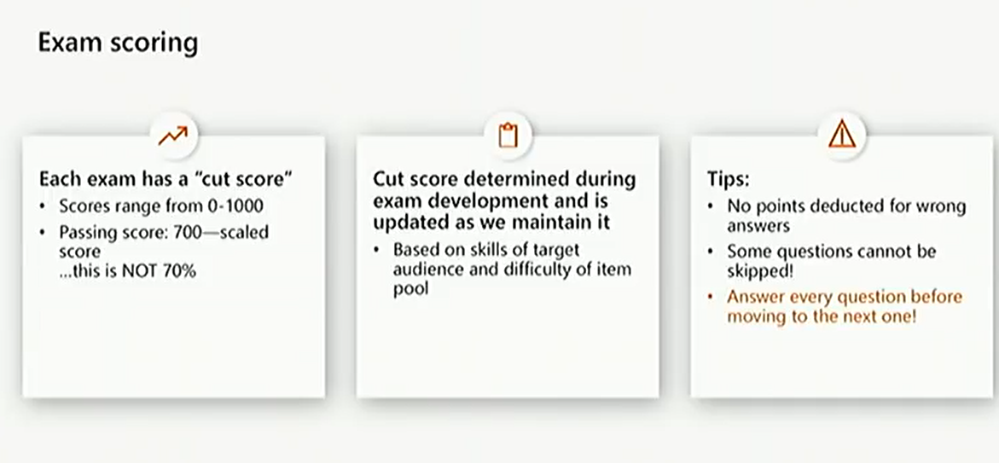 Exam scoring
Each exam has a "cut score"
• Scores range from 0-1000
• Passing score: 700—scaled
score
...this is NOT 70%
Cut score determined during
exam development and is
updated as we maintain it
• Based on skills of target
audience and difficulty of item
pool
Tips:
• No points deducted for wrong
answers
• Some questions cannot be
skipped!
• Answer every question before
moving to the next one!